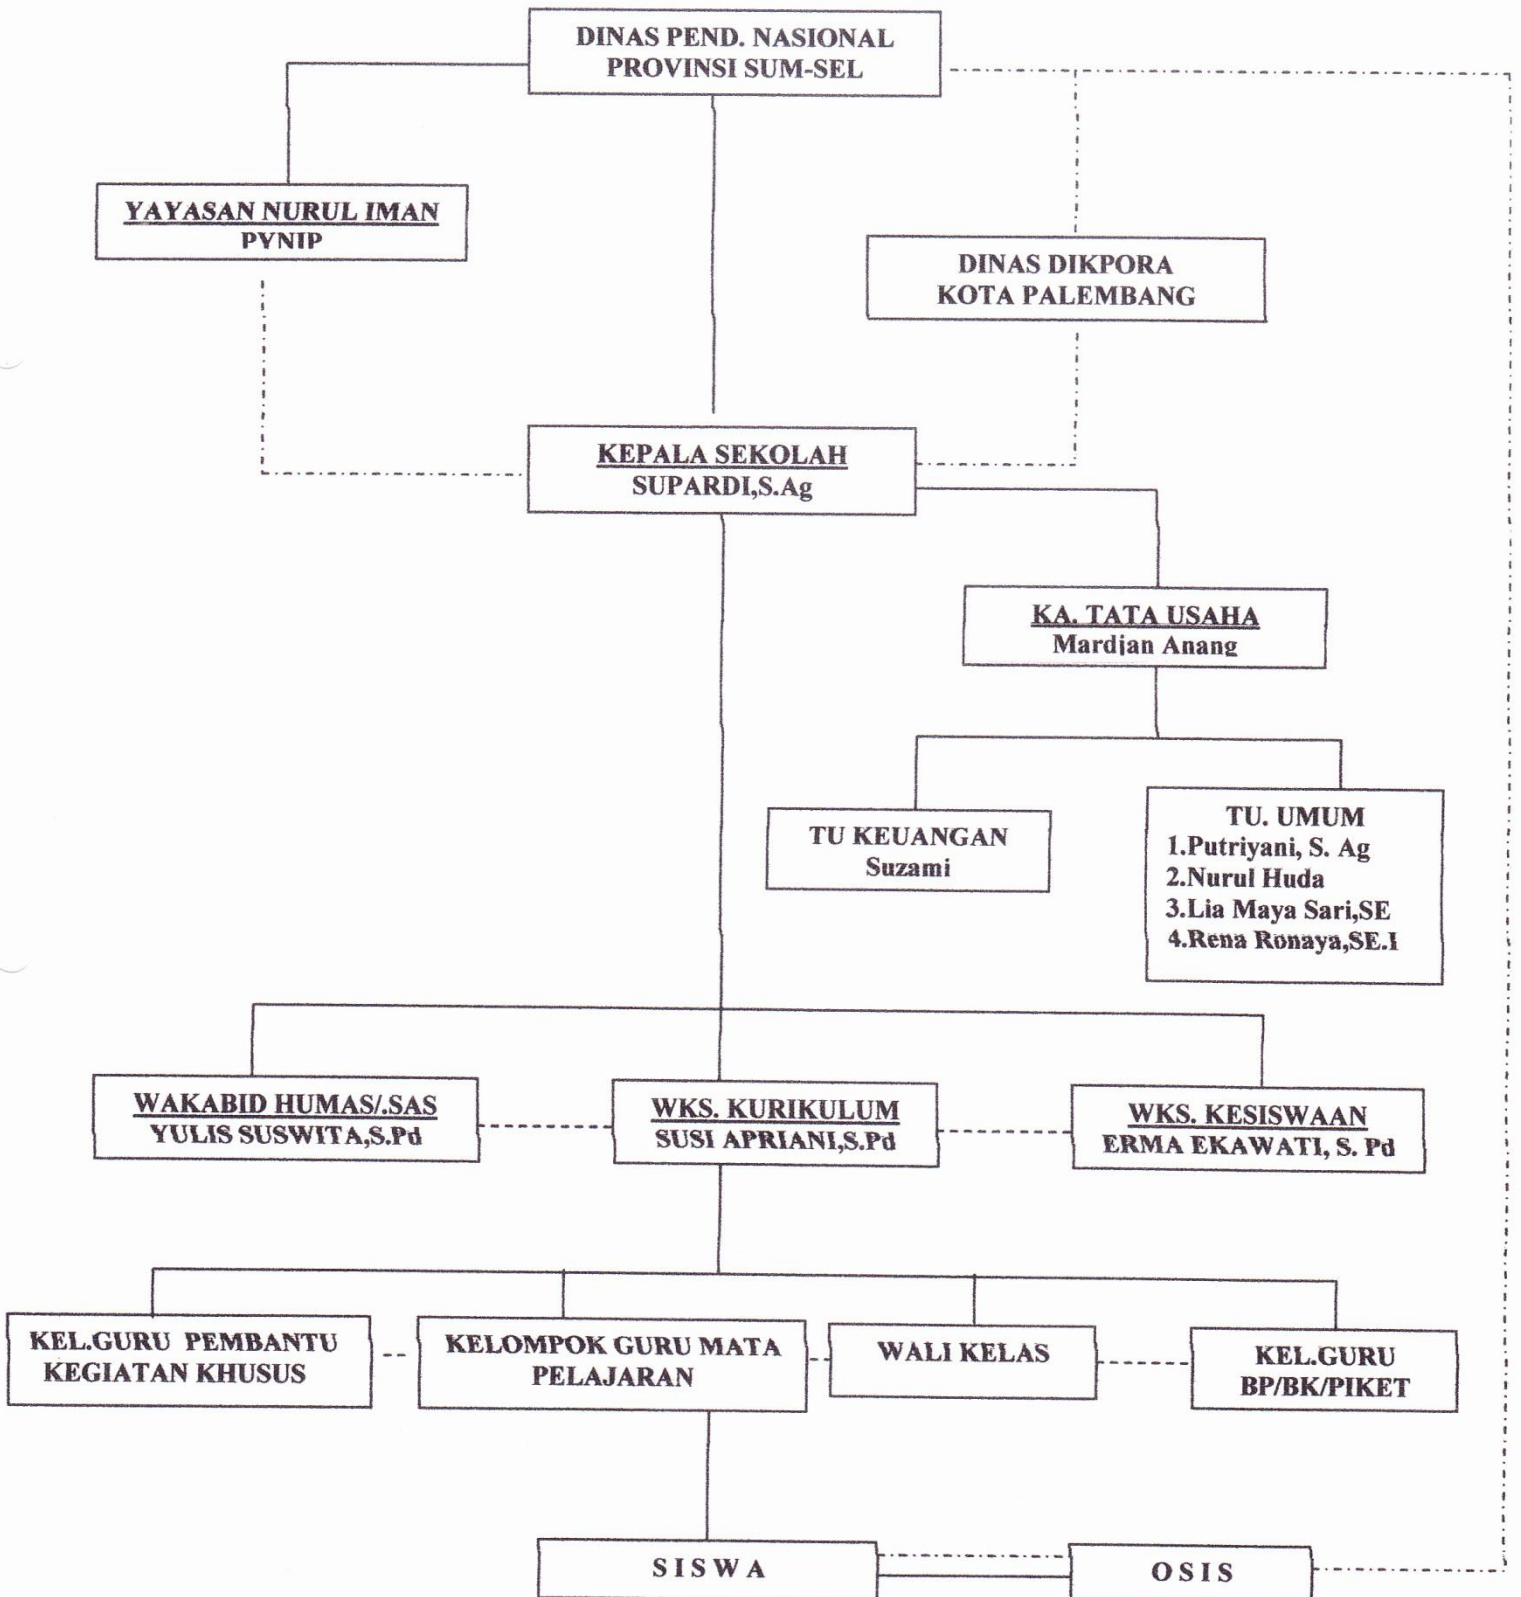 DINAS PEND. NASIONAL
PROVINSI SUM-SEL
YAYASAN NURUL IMAN
PYNIP
DINAS DIKPORA
KOTA PALEMBANG
KEPALA SEKOLAH
SUPARDI,S.Ag
KA. TATA USAHA
Mardjan Anang
TU KEUANGAN
Suzami
TU. UMUM
1.Putriyani, S. Ag
2.Nurul Huda
3.Lia Maya Sari,SE
4.Rena Ronaya,SE.I
WAKABID HUMAS/.SAS
YULIS SUSWITA,S.Pd
WKS. KURIKULUM
SUSI APRIANI,S.Pd
WKS. KESISWAAN
ERMA EKAWATI, S. Pd
KEL.GURU PEMBANTU
KEGIATAN KHUSUS
KELOMPOK GURU MATA
PELAJARAN
WALI KELAS
KEL.GURU
BP/BK/PIKET
S I S W A
O S I S